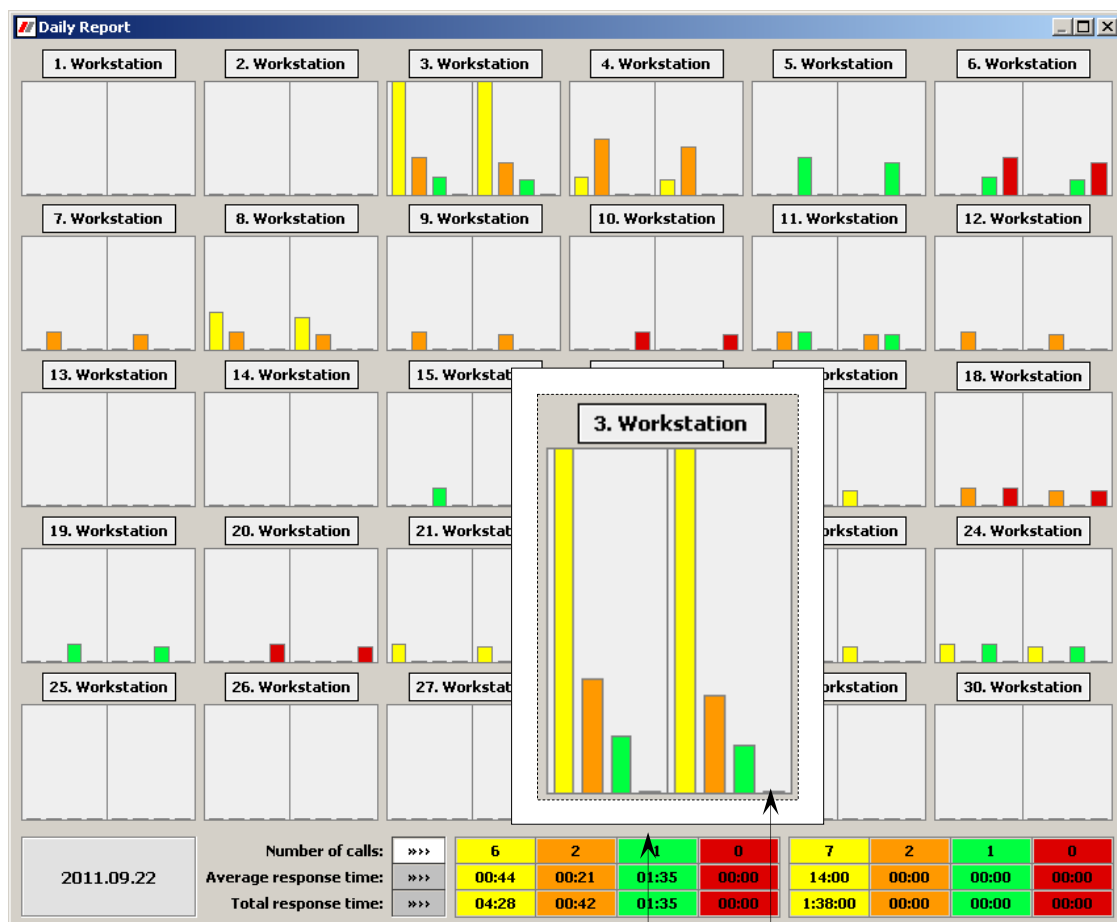 Daily Report
1. Workstation
2. Workstation
3. Workstation
4. Workstation
5. Workstation
6. Workstation
7. Workstation
8. Workstation
9. Workstation
10. Workstation
11. Workstation
12. Workstation
13. Workstation
14. Workstation
15. Workstat
18. Workstation
3. Workstation
19. Workstation
20. Workstation
21. Workstat
rkstation
24. Workstation
25. Workstation
26. Workstation
27. Workstat
rkstation
30. Workstation
2011.09.22
Number of calls: »›› 6 2 1 0 7 2 1 0
Average response time: »›› 00:44 00:21 01:35 00:00 14:00 00:00 00:00 00:00
Total response time: »›› 04:28 00:42 01:35 00:00 1:38:00 00:00 00:00 00:00